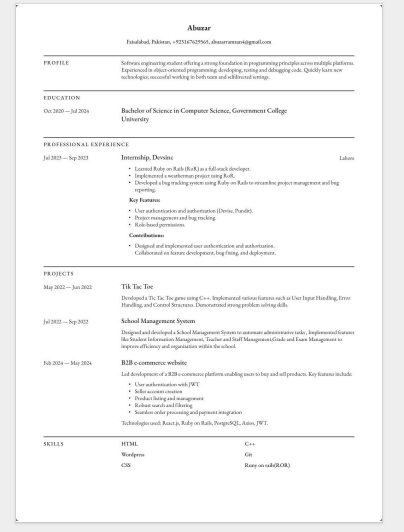 Abuzar
Faisalabad, Pakistan, +923167629565, abuzarramzan4@gmail.com
PROFILE
Software engineering student offering a strong foundation in programming principles across multiple platforms.
Experienced in object-oriented programming; developing, testing and debugging code. Quickly learn new
technologies; successful working in both team and selfdirected settings.
EDUCATION
Oct 2020 — Jul 2024
Bachelor of Science in Computer Science, Government College
University
PROFESSIONAL EXPERIENCE
Jul 2023 — Sep 2023
Internship, Devsinc
Lahore
• Learned Ruby on Rails (RoR) as a full-stack developer.
• Implemented a weatherman project using RoR.
• Developed a bug tracking system using Ruby on Rails to streamline project management and bug
reporting.
Key Features:
• User authentication and authorization (Devise, Pundit).
• Project management and bug tracking.
• Role-based permissions.
Contributions:
• Designed and implemented user authentication and authorization.
Collaborated on feature development, bug fixing, and deployment.
PROJECTS
May 2022 — Jun 2022
Tik Tac Toe
Developed a Tic Tac Toe game using C++. Implemented various features such as User Input Handling, Error
Handling, and Control Structures. Demonstrated strong problem solving skills.
Jul 2022 — Sep 2022
School Management System
Designed and developed a School Management System to automate administrative tasks , Implemented features
like Student Information Management, Teacher and Staff Management,Grade and Exam Management to
improve efficiency and organization within the school.
Feb 2024 — May 2024
B2B e-commerce website
Led development of a B2B e-commerce platform enabling users to buy and sell products. Key features include:
• User authentication with JWT
• Seller account creation
• Product listing and management
• Robust search and filtering
• Seamless order processing and payment integration
Technologies used: React.js, Ruby on Rails, PostgreSQL, Axios, JWT.
SKILLS
HTML
C++
Wordpress
Git
CSS
Runy on rails(ROR)